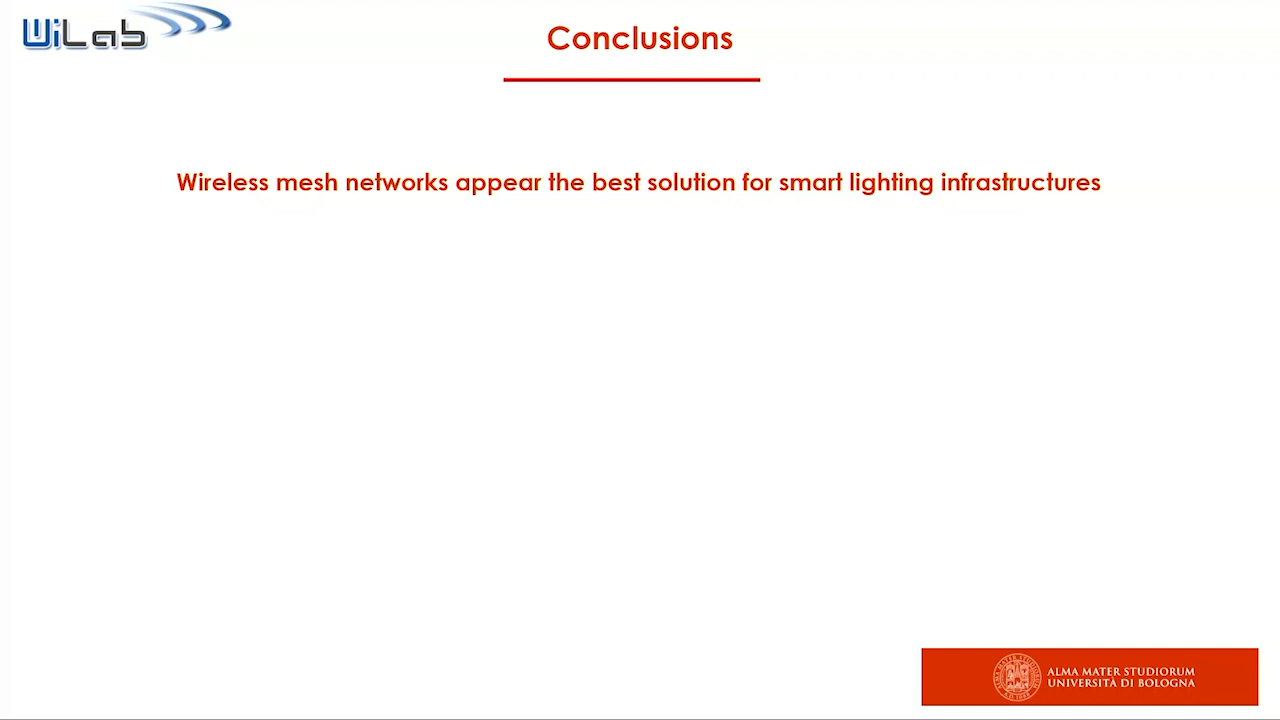 WiLab
Conclusions
Wireless mesh networks appear the best solution for smart lighting infrastructures
ALMA MATER STUDIORUM
UNIVERSITÀ DI BOLOGNA